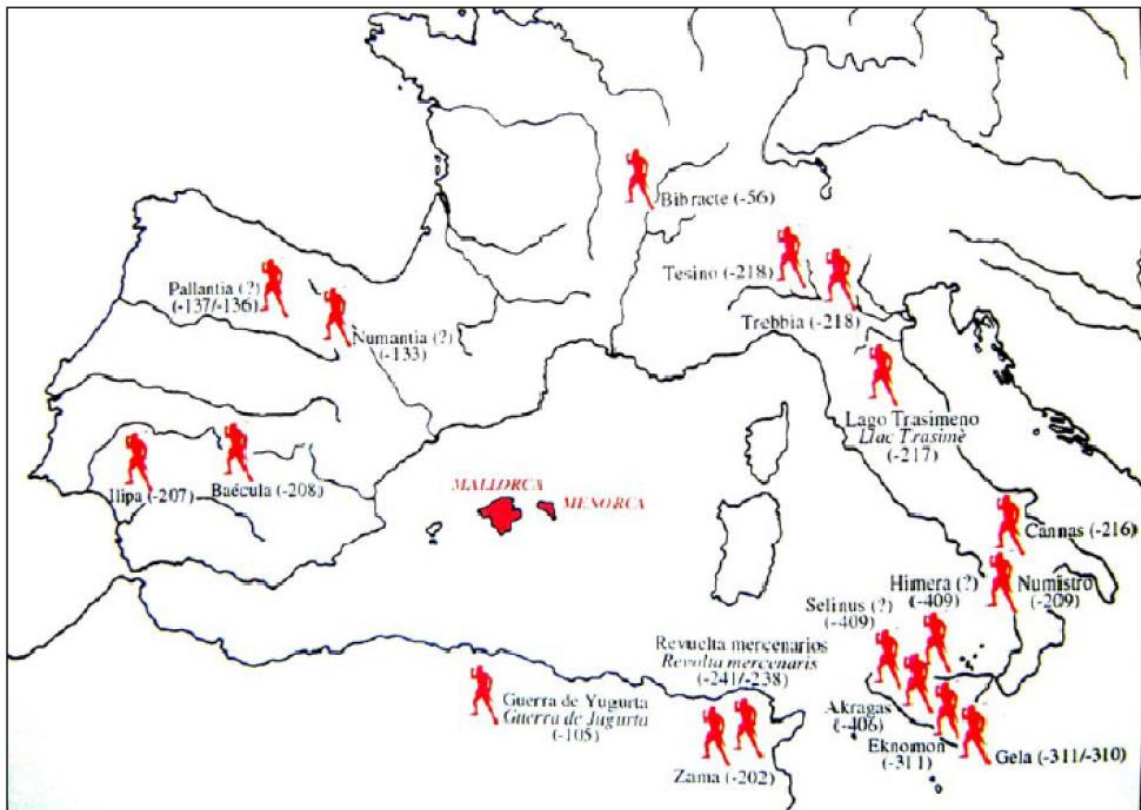 Bibracte (-56)
Tesino (-218)
Trebbia (-218)
Pallantia (?)
(-137/-136)
Numantia (?)
(-133)
Lago Trasimeno
Llac Trasimè
(-217)
Ilipa (-207)
Baécula (-208)
MALLORCA
MENORCA
Cannas (-216)
Himera (?)
(-409)
Numistro
(-209)
Selinus (?)
(-409)
Revuelta mercenarios
Revolta mercenaris
(-241/-238)
Guerra de Yugurta
Guerra de Jugurta
(-105)
Akragas
(-406)
Eknomon
(-311)
Gela (-311/-310)
Zama (-202)